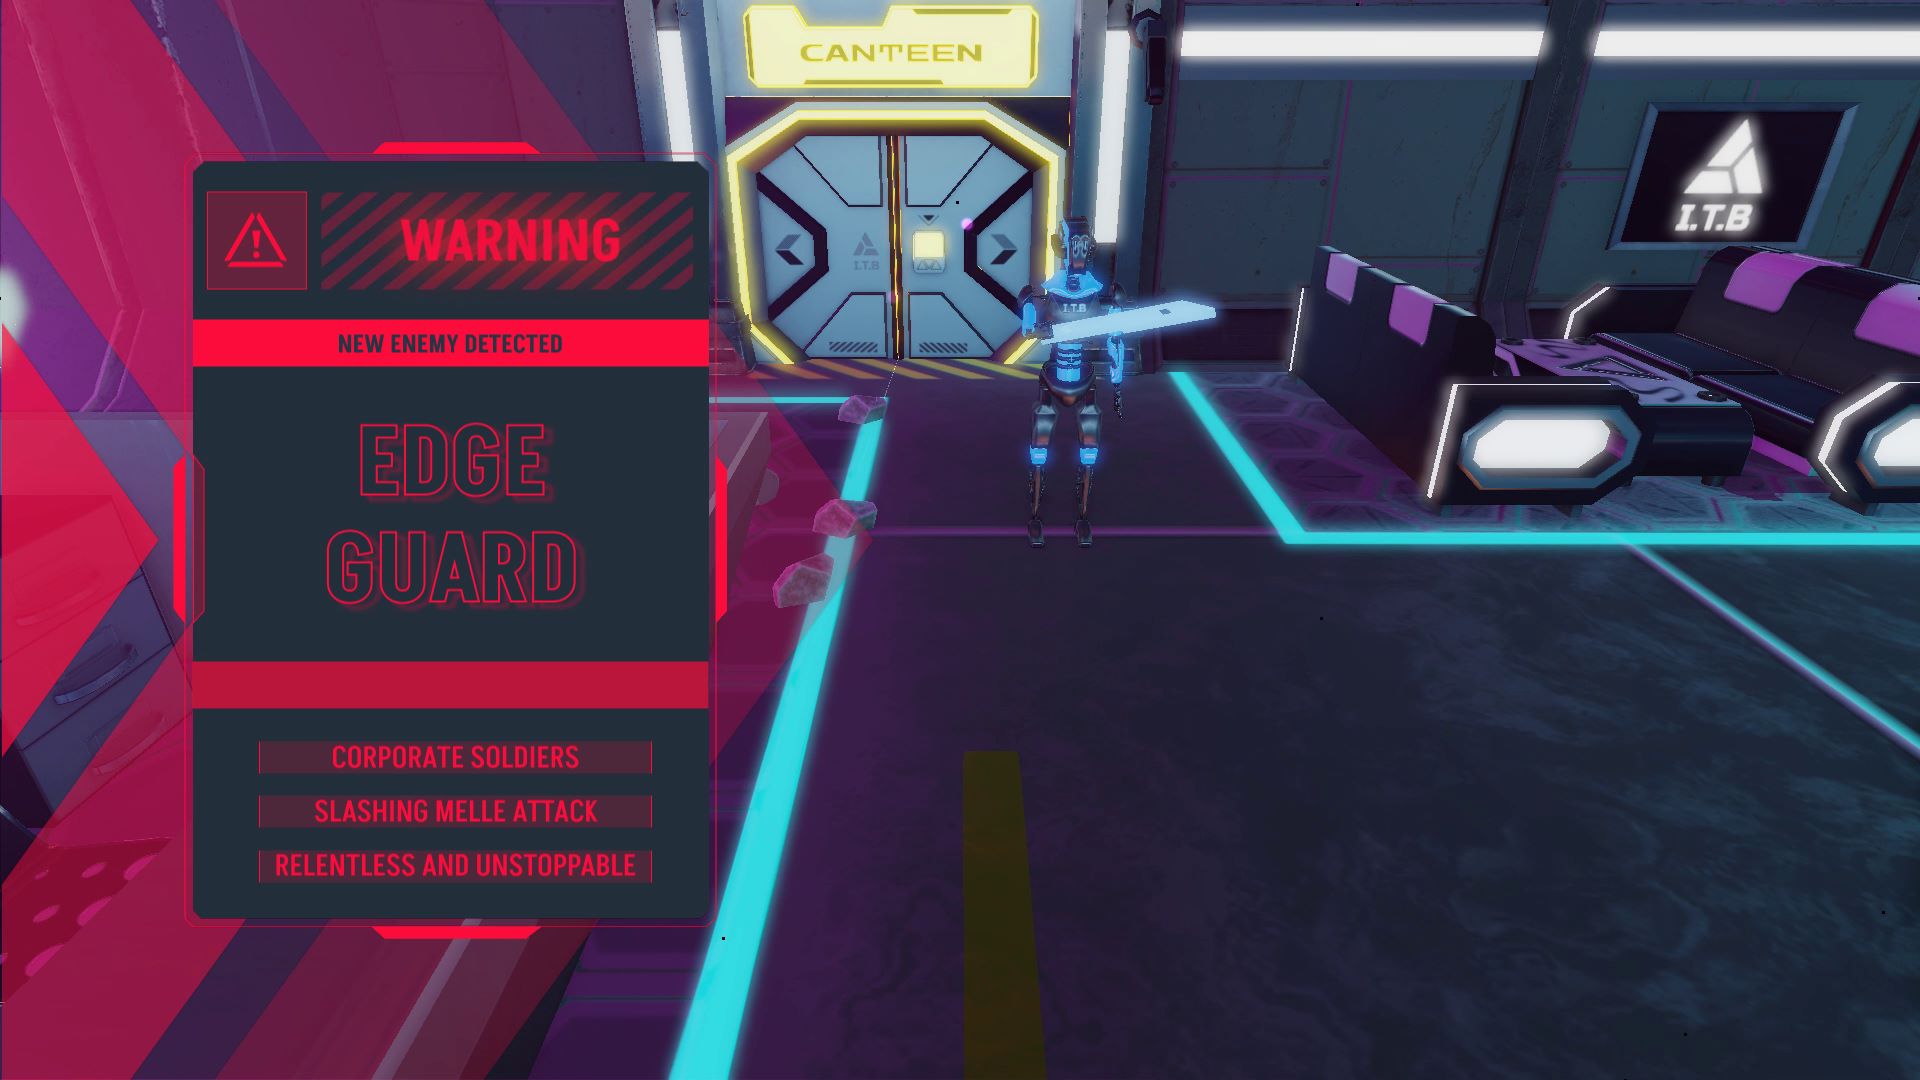 CANTEEN
WARNING
NEW ENEMY DETECTED
EDGE
GUARD
CORPORATE SOLDIERS
SLASHING MELLE ATTACK
RELENTLESS AND UNSTOPPABLE
I.T.B
I.T.B
I.T.B